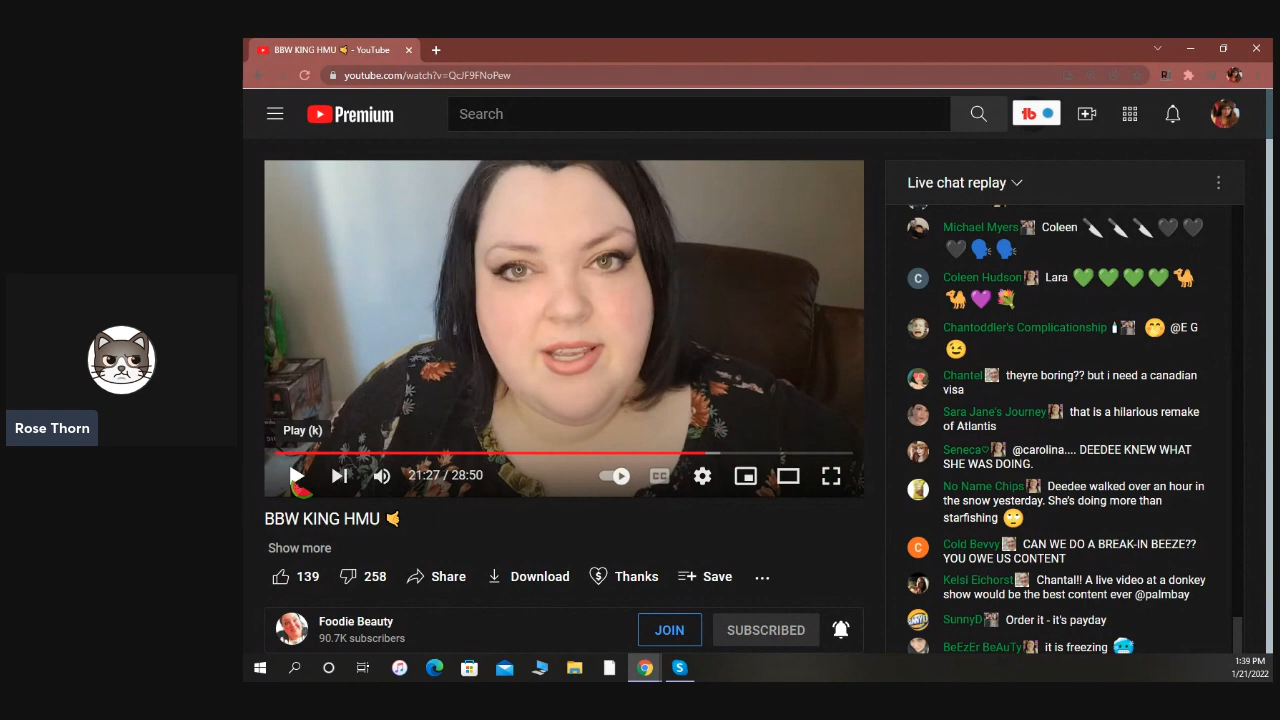 BBW KING HMU 🤙 - YouTube
youtube.com/watch?v=QcJF9FNoPew
Premium
Search
Live chat replay
Michael Myers Coleen 🔪🔪🔪🖤🖤
🖤🗣️🗣️
Coleen Hudson Lara 💚💚💚💚🐪
🐪💜💐
Chantoddler's Complicationship 🤭 @E G
😉
Chantel theyre boring?? but i need a canadian
visa
Sara Jane's Journey that is a hilarious remake
of Atlantis
Seneca♡ @carolina.... DEEDEE KNEW WHAT
SHE WAS DOING.
No Name Chips Deedee walked over an hour in
the snow yesterday. She's doing more than
starfishing 🙄
Cold Bevvy CAN WE DO A BREAK-IN BEEZE??
YOU OWE US CONTENT
Kelsi Eichorst Chantal!! A live video at a donkey
show would be the best content ever @palmbay
SunnyD Order it - it's payday
BeEzEr BeAuTy it is freezing 🥶
Rose Thorn
Play (k)
21:27 / 28:50
CC
BBW KING HMU 🤙
Show more
139
258
Share
Download
Thanks
Save
Foodie Beauty
90.7K subscribers
JOIN
SUBSCRIBED
1:39 PM
1/21/2022